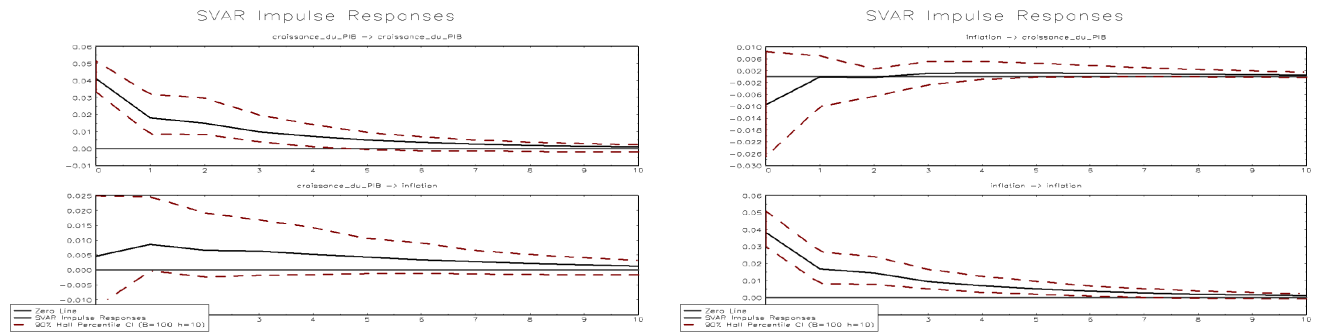 SVAR Impulse Responses
croissance_du_PIB -> croissance_du_PIB
0.06
0.05
0.04
0.03
0.02
0.01
0.00
-0.01
0 1 2 3 4 5 6 7 8 9 10
croissance_du_PIB -> inflation
0.025
0.020
0.015
0.010
0.005
0.000
-0.005
-0.010
3 4 5 6 7 8 9 10
Zero Line
SVAR Impulse Responses
90% Hall Percentile CI (B=100 h=10)
SVAR Impulse Responses
inflation -> croissance_du_PIB
0.010
0.006
0.002
-0.002
-0.006
-0.010
-0.014
-0.018
-0.022
-0.026
-0.030
0 1 2 3 4 5 6 7 8 9 10
inflation -> inflation
0.06
0.05
0.04
0.03
0.02
0.01
0.00
3 4 5 6 7 8 9 10
Zero Line
SVAR Impulse Responses
90% Hall Percentile CI (B=100 h=10)